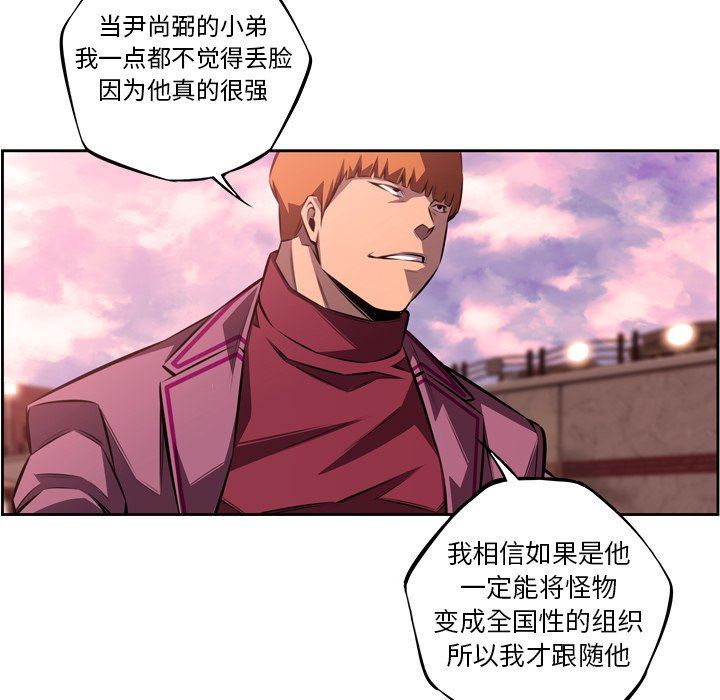 当尹尚弼的小弟
我一点都不觉得丢脸
因为他真的很强
我相信如果是他
一定能将怪物
变成全国性的组织
所以我才跟随他